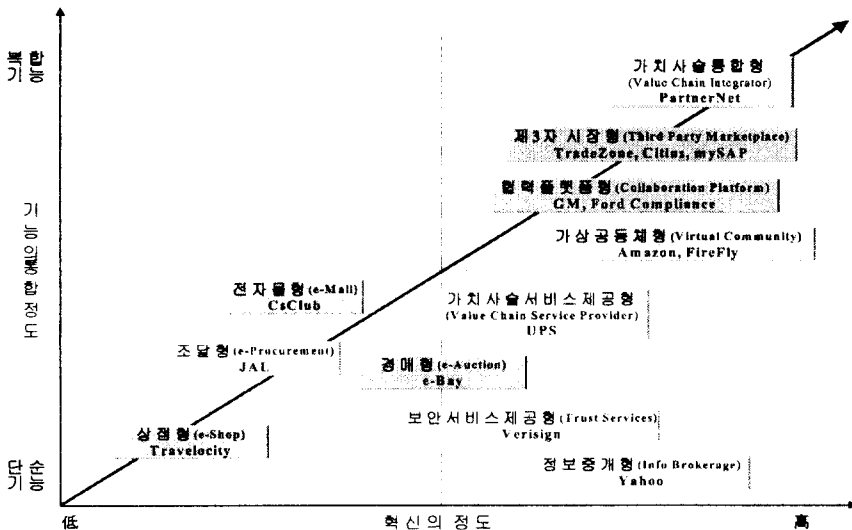 복합
기능
가치사슬통합형
(Value Chain Integrator)
PartnerNet
제3자 시장형 (Third Party Marketplace)
TradeZone, Citius, mySAP
협력플랫폼형 (Collaboration Platform)
GM, Ford Compliance
가상공동체형 (Virtual Community)
Amazon, FireFly
기능의통합정도
전자몰형 (e-Mall)
CsClub
가치사슬서비스제공형
(Value Chain Service Provider)
UPS
조달형 (e-Procurement)
JAL
경매형 (e-Auction)
e-Bay
보안서비스제공형 (Trust Services)
Verisign
상점형 (e-Shop)
Travelocity
정보중개형 (Info Brokerage)
Yahoo
단순
기능
低
혁신의 정도
高